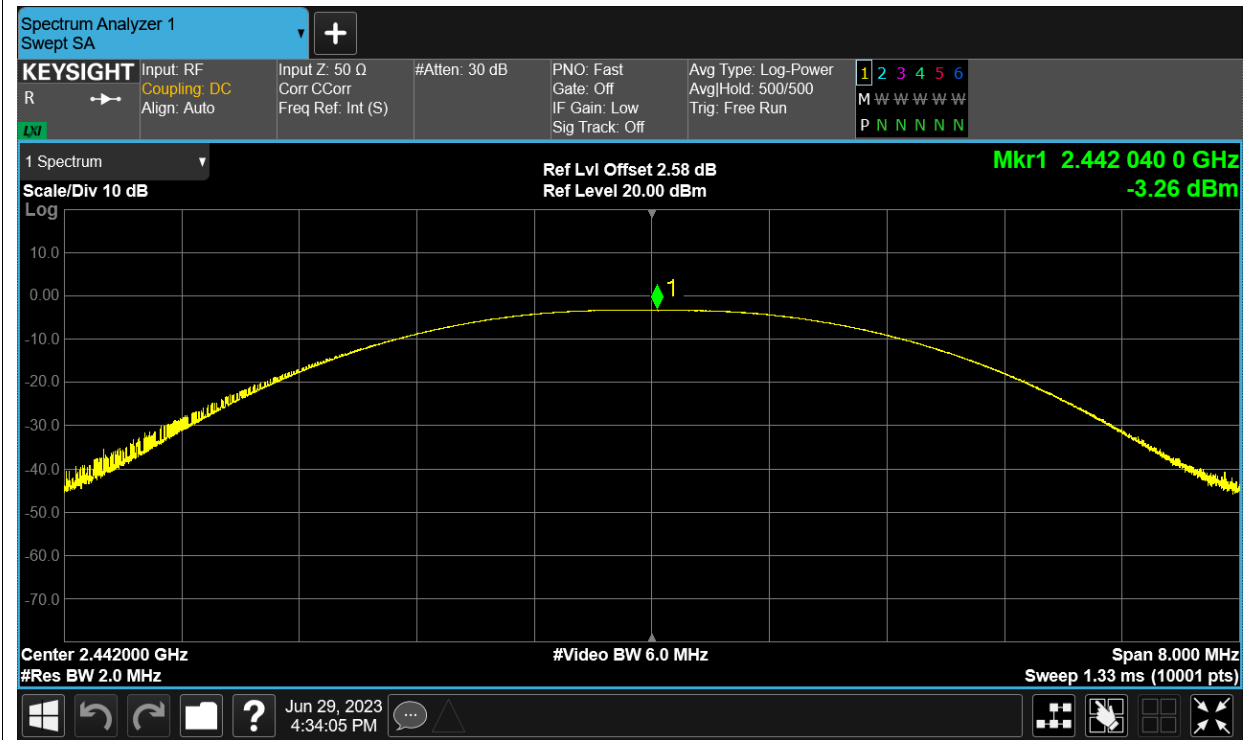 Spectrum Analyzer 1
Swept SA
KEYSIGHT
R
LXI
Input: RF
Coupling: DC
Align: Auto
Input Z: 50 Ω
Corr CCorr
Freq Ref: Int (S)
#Atten: 30 dB
PNO: Fast
Gate: Off
IF Gain: Low
Sig Track: Off
Avg Type: Log-Power
Avg|Hold: 500/500
Trig: Free Run
1 2 3 4 5 6
M W W W W W
P N N N N N
1 Spectrum
Scale/Div 10 dB
Ref Lvl Offset 2.58 dB
Ref Level 20.00 dBm
Mkr1 2.442 040 0 GHz
-3.26 dBm
Log
10.0
0.00
1
-10.0
-20.0
-30.0
-40.0
-50.0
-60.0
-70.0
Center 2.442000 GHz
#Video BW 6.0 MHz
Span 8.000 MHz
#Res BW 2.0 MHz
Sweep 1.33 ms (10001 pts)
?
Jun 29, 2023
4:34:05 PM